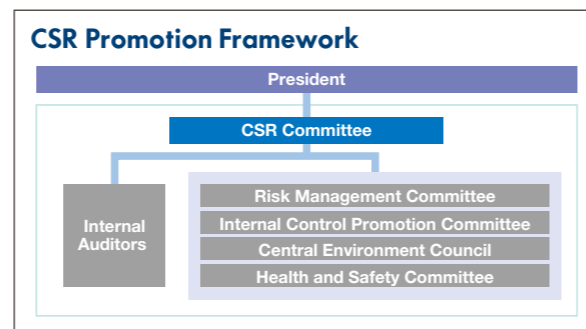 CSR Promotion Framework
President
CSR Committee
Internal
Auditors
Risk Management Committee
Internal Control Promotion Committee
Central Environment Council
Health and Safety Committee